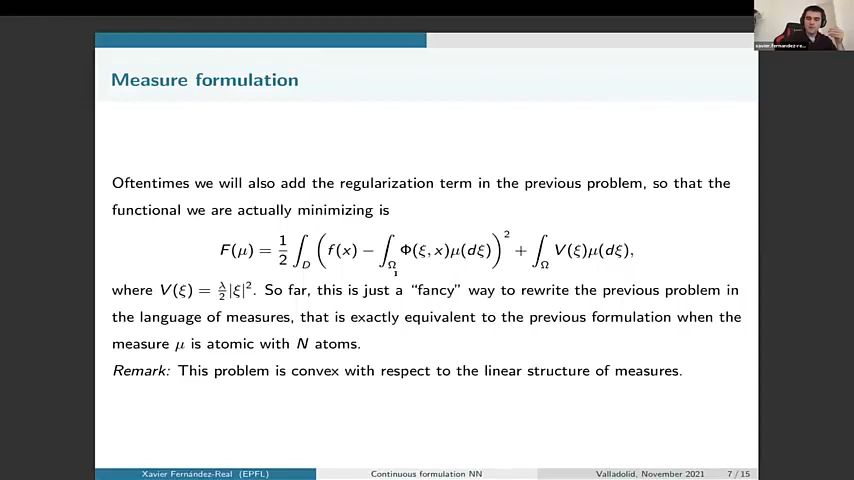 xavier.fernandez-re...
Measure formulation
Oftentimes we will also add the regularization term in the previous problem, so that the
functional we are actually minimizing is
F(μ) = 1/2 ∫_D ( f(x) − ∫_Ω Φ(ξ, x)μ(dξ) )^2 + ∫_Ω V(ξ)μ(dξ),
where V(ξ) = λ/2 |ξ|^2. So far, this is just a “fancy” way to rewrite the previous problem in
the language of measures, that is exactly equivalent to the previous formulation when the
measure μ is atomic with N atoms.
Remark: This problem is convex with respect to the linear structure of measures.
Xavier Fernández-Real (EPFL) Continuous formulation NN Valladolid, November 2021 7 / 15